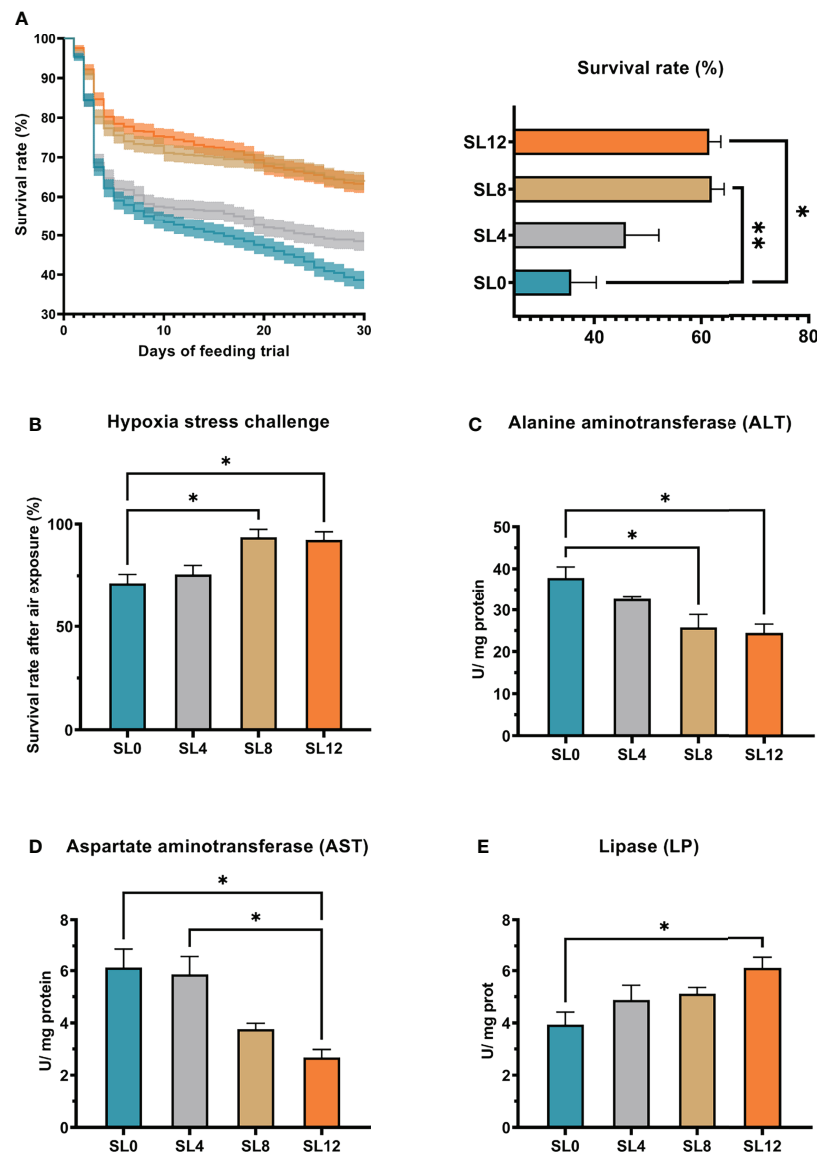 A
Survival rate (%)
100
90
80
70
60
50
40
30
0
10
20
30
Days of feeding trial
Survival rate (%)
SL12
SL8
SL4
SL0
*
**
40
60
80
B
Hypoxia stress challenge
*
*
Survival rate after air exposure (%)
100
50
0
SL0
SL4
SL8
SL12
C
Alanine aminotransferase (ALT)
*
*
U/ mg protein
50
40
30
20
10
0
SL0
SL4
SL8
SL12
D
Aspartate aminotransferase (AST)
*
*
U/ mg protein
8
6
4
2
0
SL0
SL4
SL8
SL12
E
Lipase (LP)
*
U/ mg prot
8
6
4
2
0
SL0
SL4
SL8
SL12